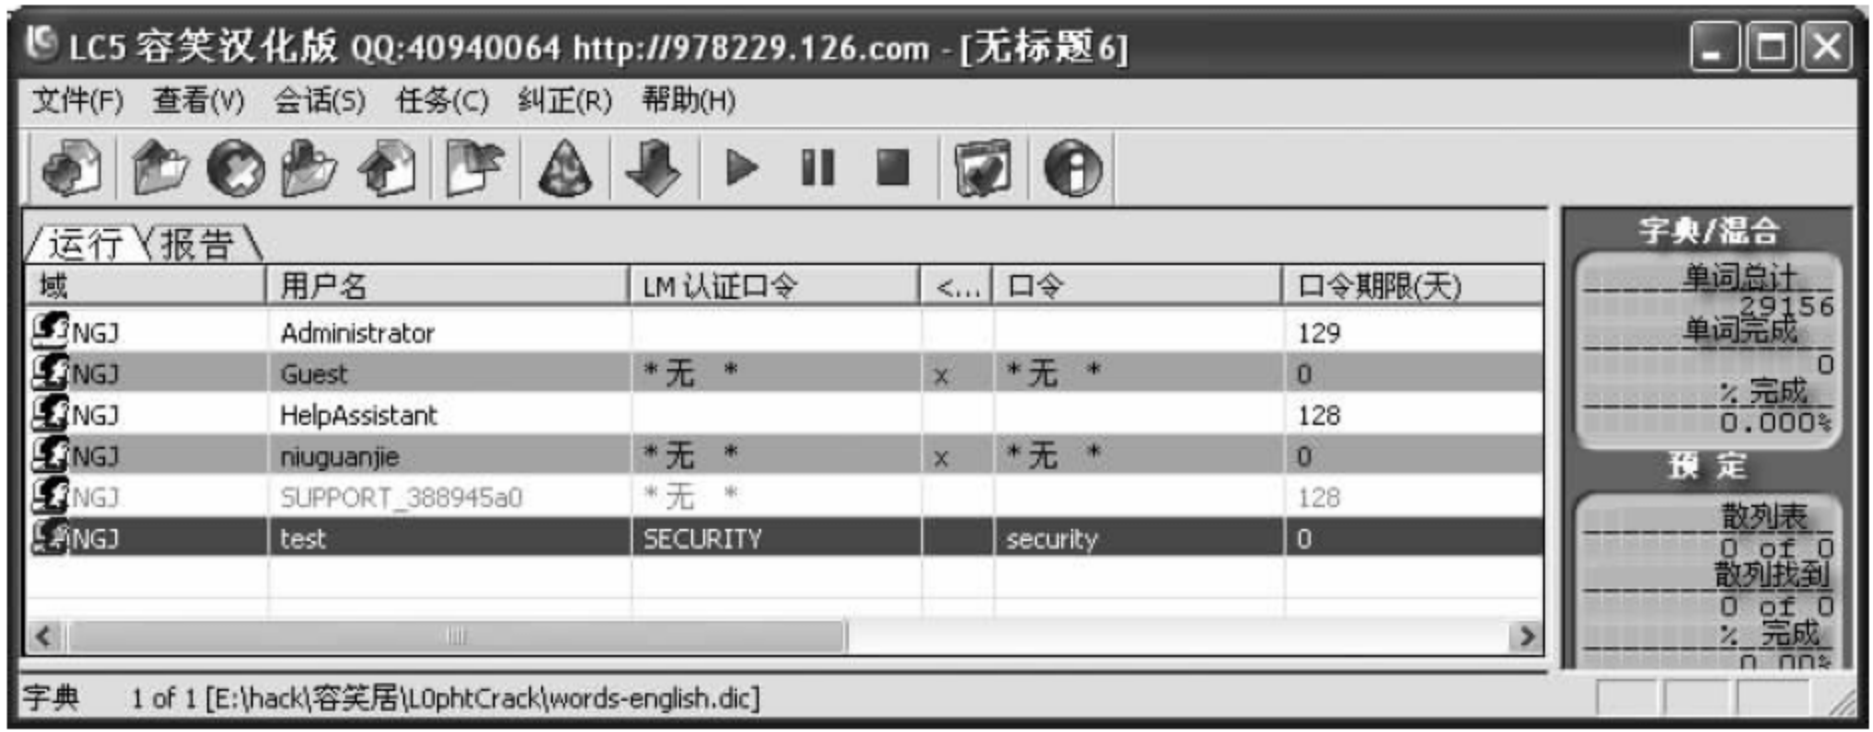 LC5 容笑汉化版 QQ:40940064 http://978229.126.com - [无标题6]
文件(F) 查看(V) 会话(S) 任务(C) 纠正(R) 帮助(H)
运行 报告
域 用户名 LM 认证口令 <... 口令 口令期限(天)
NGJ Administrator 129
NGJ Guest * 无 * x * 无 * 0
NGJ HelpAssistant 128
NGJ niuguanjie * 无 * x * 无 * 0
NGJ SUPPORT_388945a0 * 无 * 128
NGJ test SECURITY security 0
字典/混合
单词总计
29156
单词完成
0
% 完成
0.000%
预 定
散列表
0 of 0
散列找到
0 of 0
% 完成
0.00%
字典 1 of 1 [E:\hack\容笑居\L0phtCrack\words-english.dic]